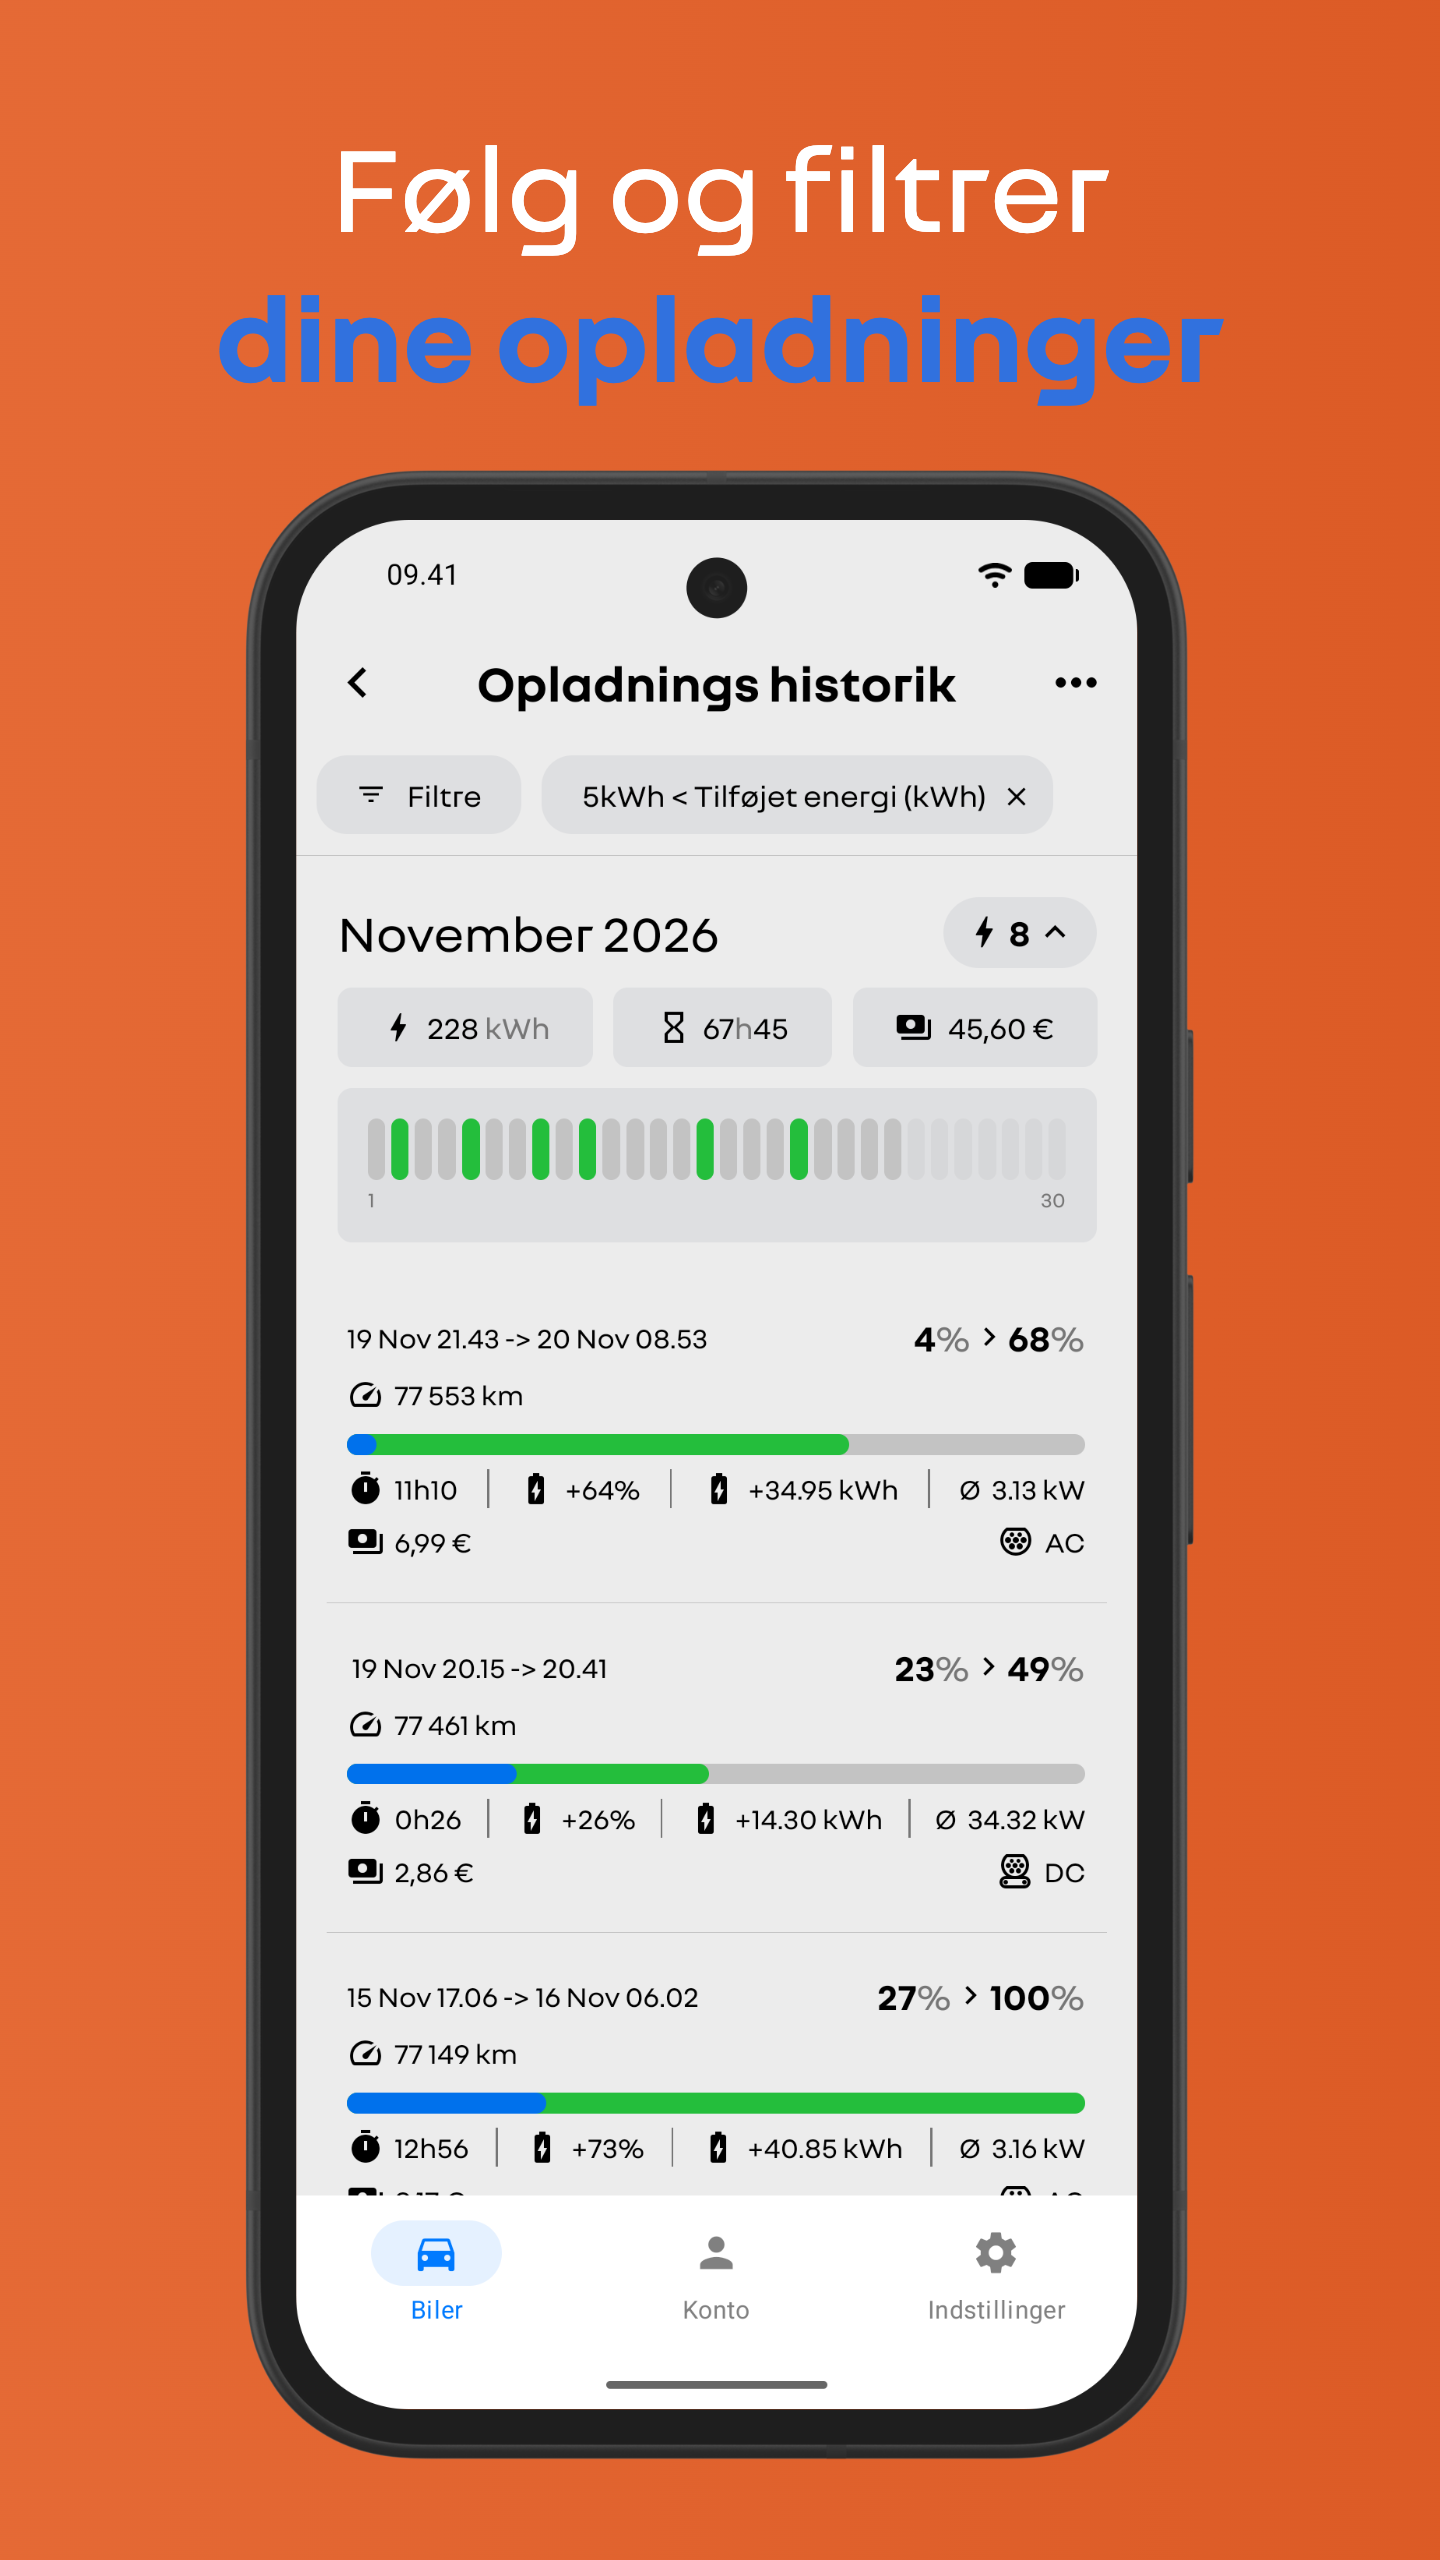 Følg og filtrer
dine opladninger
09.41
Opladnings historik
Filtre
5kWh < Tilføjet energi (kWh)
November 2026
8
228 kWh
67h45
45,60 €
1
30
19 Nov 21.43 -> 20 Nov 08.53
4% > 68%
77 553 km
11h10
+64%
+34.95 kWh
Ø 3.13 kW
6,99 €
AC
19 Nov 20.15 -> 20.41
23% > 49%
77 461 km
0h26
+26%
+14.30 kWh
Ø 34.32 kW
2,86 €
DC
15 Nov 17.06 -> 16 Nov 06.02
27% > 100%
77 149 km
12h56
+73%
+40.85 kWh
Ø 3.16 kW
Biler
Konto
Indstillinger